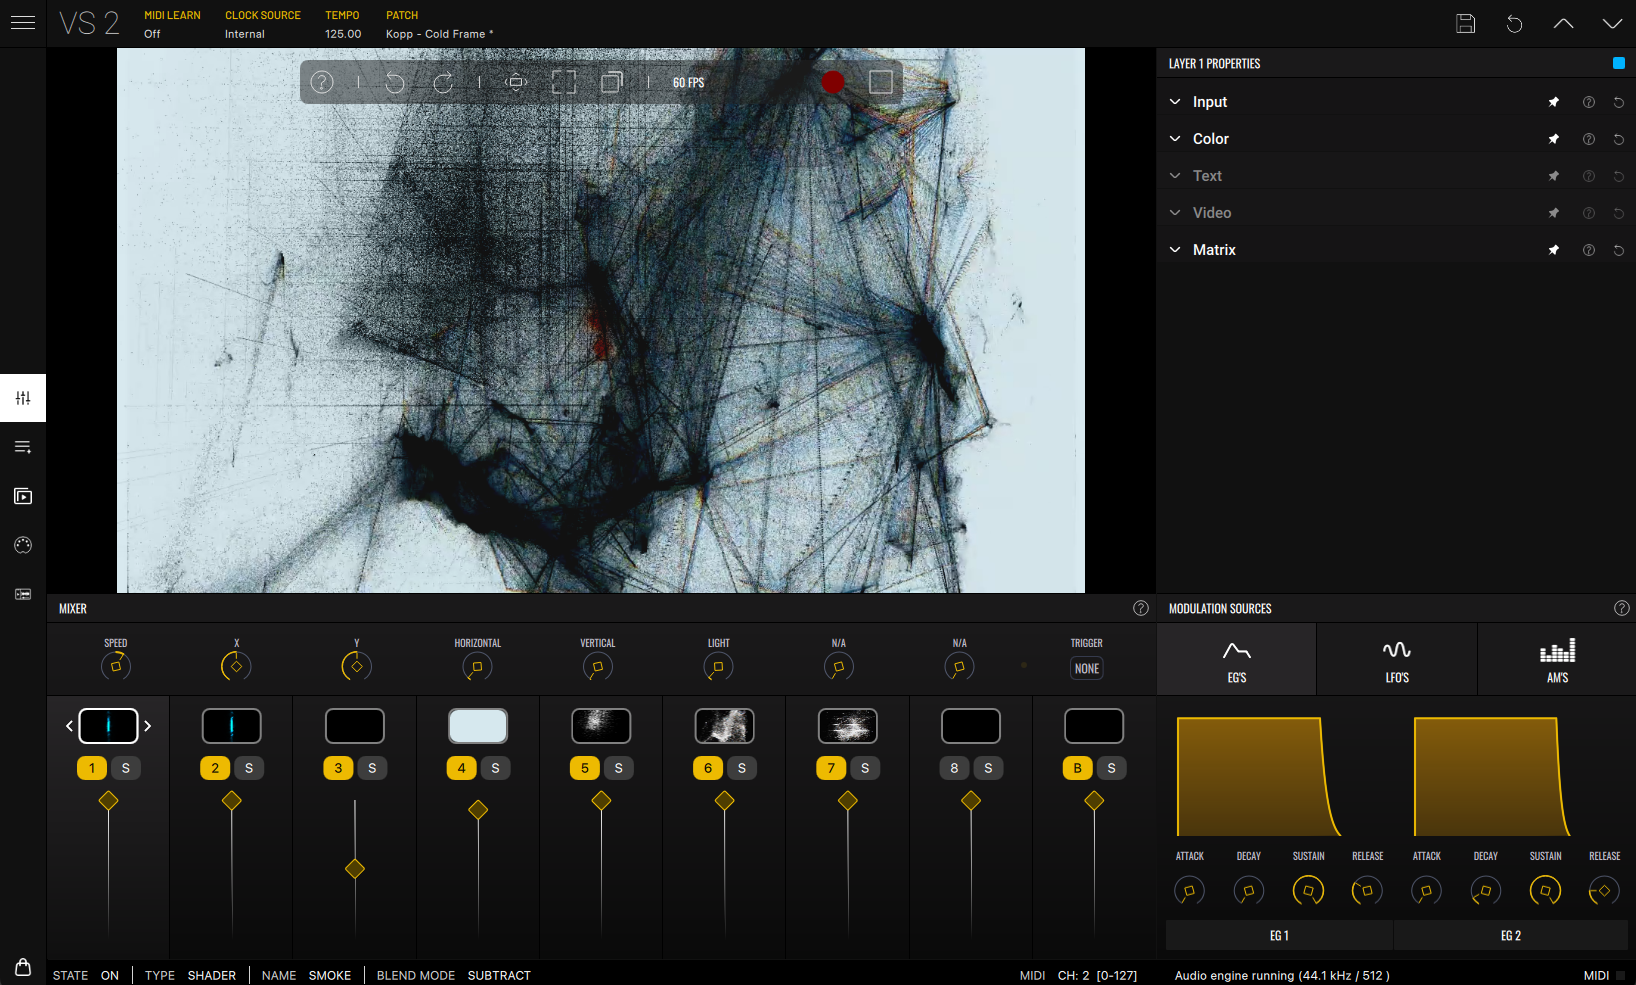 VS 2
MIDI LEARN CLOCK SOURCE TEMPO PATCH
Off Internal 125.00 Kopp - Cold Frame *
60 FPS
LAYER 1 PROPERTIES
Input
Color
Text
Video
Matrix
MIXER
SPEED X Y HORIZONTAL VERTICAL LIGHT N/A N/A TRIGGER
NONE
1 S 2 S 3 S 4 S 5 S 6 S 7 S 8 S B S
MODULATION SOURCES
EG'S LFO'S AM'S
ATTACK DECAY SUSTAIN RELEASE ATTACK DECAY SUSTAIN RELEASE
EG 1 EG 2
STATE ON TYPE SHADER NAME SMOKE BLEND MODE SUBTRACT MIDI CH: 2 [0-127] Audio engine running (44.1 kHz / 512 ) MIDI